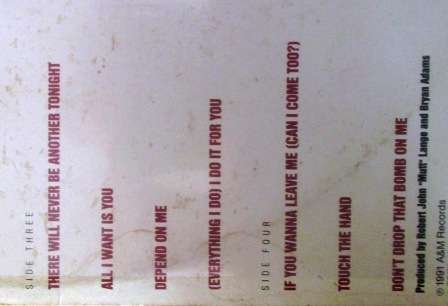 SIDE THREE
THERE WILL NEVER BE ANOTHER TONIGHT
ALL I WANT IS YOU
DEPEND ON ME
(EVERYTHING I DO) I DO IT FOR YOU
SIDE FOUR
IF YOU WANNA LEAVE ME (CAN I COME TOO?)
TOUCH THE HAND
DON'T DROP THAT BOMB ON ME
Produced by Robert John "Mutt" Lange and Bryan Adams
℗ 1991 A&M Records